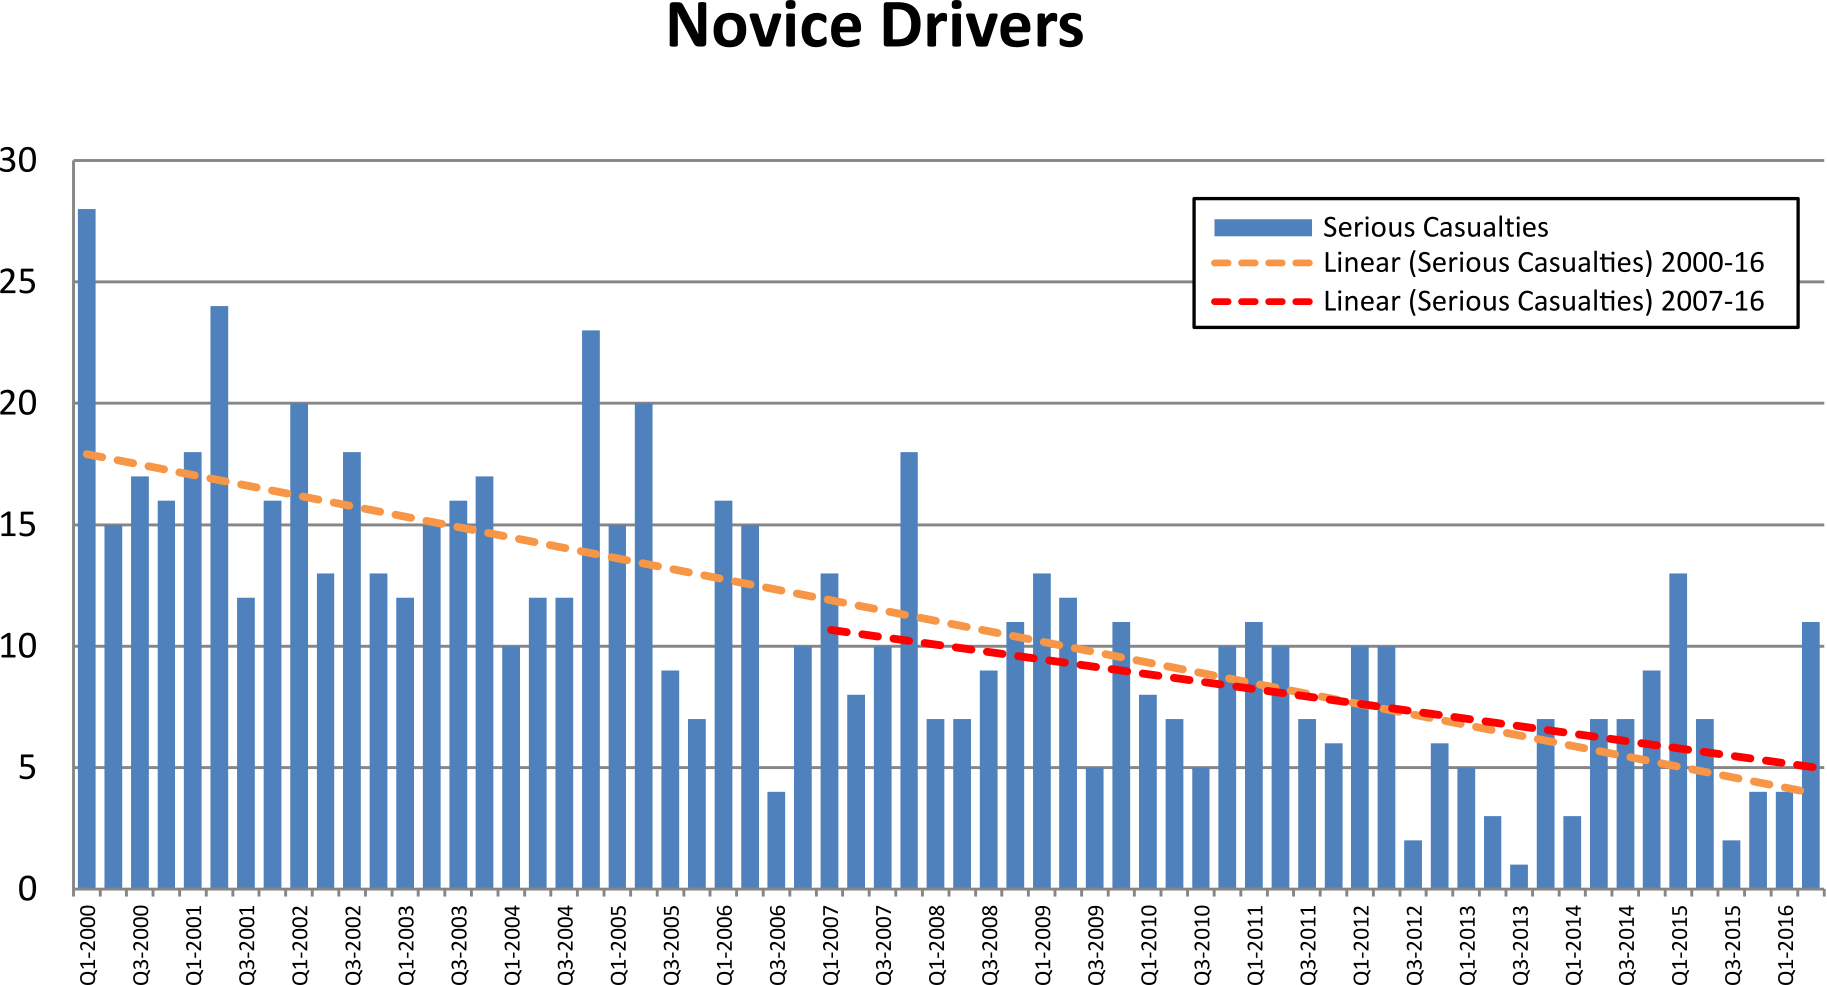 Novice Drivers
30
25
20
15
10
5
0
Serious Casualties
Linear (Serious Casualties) 2000-16
Linear (Serious Casualties) 2007-16
Q1-2000
Q3-2000
Q1-2001
Q3-2001
Q1-2002
Q3-2002
Q1-2003
Q3-2003
Q1-2004
Q3-2004
Q1-2005
Q3-2005
Q1-2006
Q3-2006
Q1-2007
Q3-2007
Q1-2008
Q3-2008
Q1-2009
Q3-2009
Q1-2010
Q3-2010
Q1-2011
Q3-2011
Q1-2012
Q3-2012
Q1-2013
Q3-2013
Q1-2014
Q3-2014
Q1-2015
Q3-2015
Q1-2016